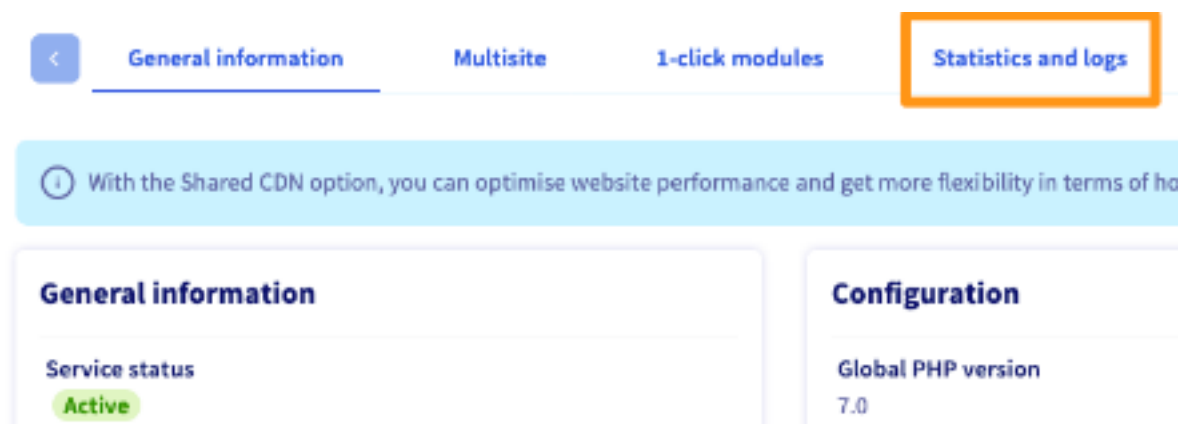 General information Multisite 1-click modules Statistics and logs
With the Shared CDN option, you can optimise website performance and get more flexibility in terms of
General information
Service status
Active
Configuration
Global PHP version
7.0